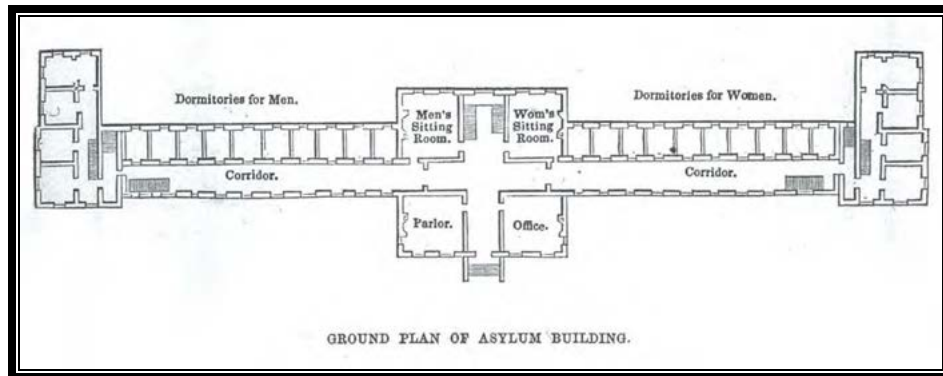 Dormitories for Men.
Dormitories for Women.
Men's
Sitting
Room.
Wom's
Sitting
Room.
Corridor.
Corridor.
Parlor.
Office.
GROUND PLAN OF ASYLUM BUILDING.